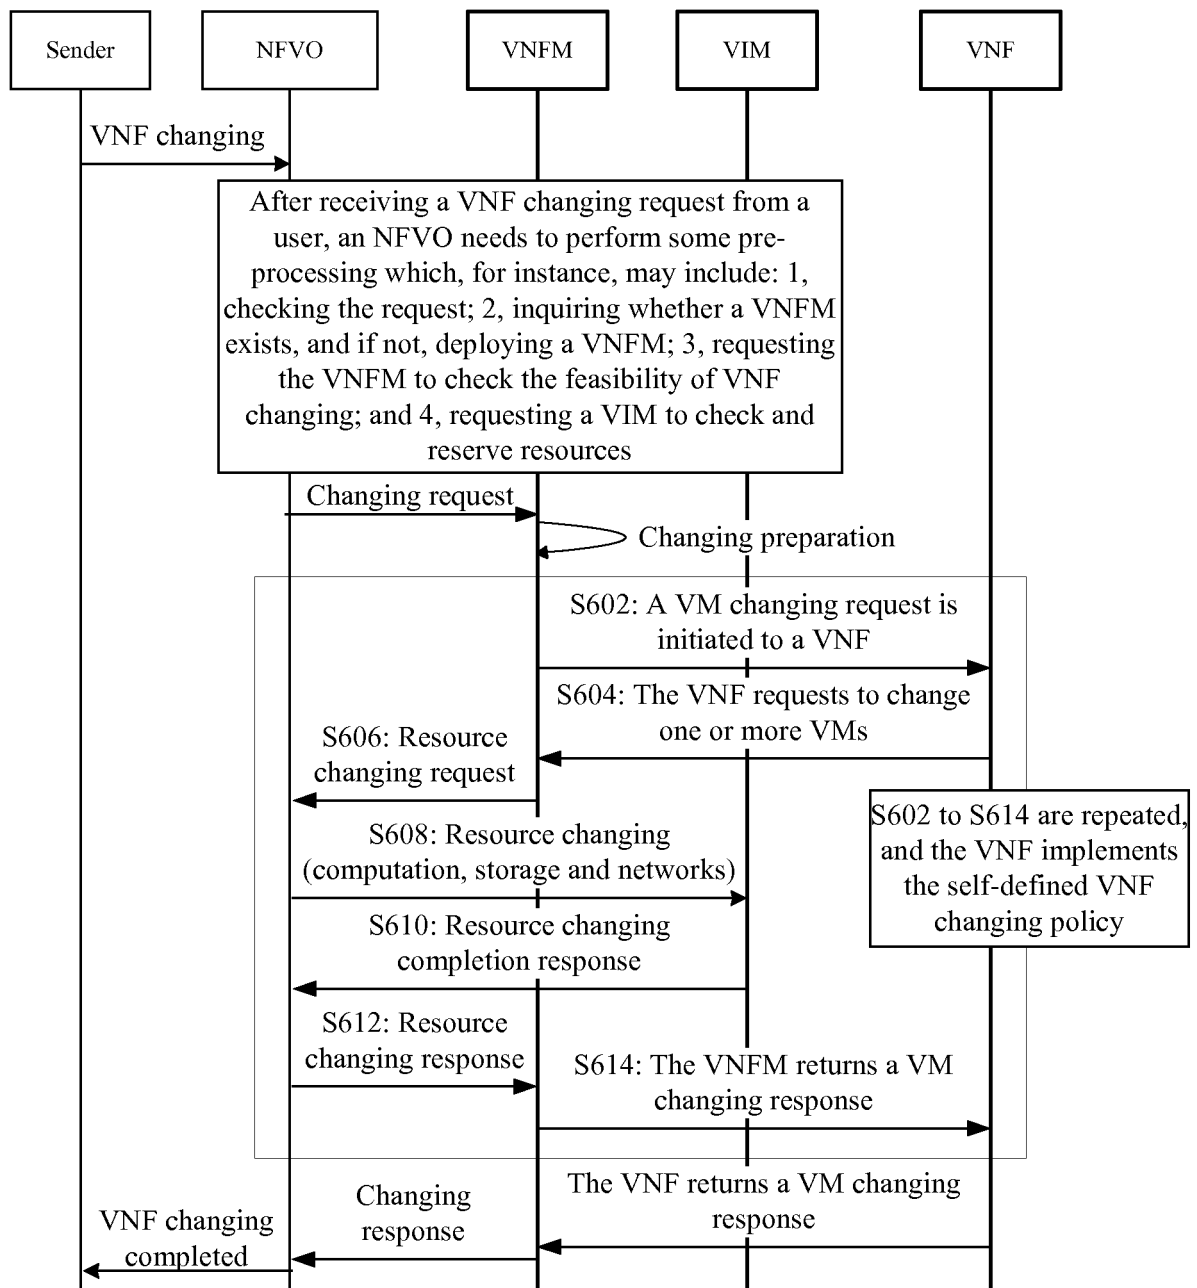 Sender
NFVO
VNFM
VIM
VNF
VNF changing
After receiving a VNF changing request from a
user, an NFVO needs to perform some pre-
processing which, for instance, may include: 1,
checking the request; 2, inquiring whether a VNFM
exists, and if not, deploying a VNFM; 3, requesting
the VNFM to check the feasibility of VNF
changing; and 4, requesting a VIM to check and
reserve resources
Changing request
Changing preparation
S602: A VM changing request is
initiated to a VNF
S604: The VNF requests to change
one or more VMs
S606: Resource
changing request
S602 to S614 are repeated,
and the VNF implements
the self-defined VNF
changing policy
S608: Resource changing
(computation, storage and networks)
S610: Resource changing
completion response
S612: Resource
changing response
S614: The VNFM returns a VM
changing response
The VNF returns a VM changing
response
Changing
response
VNF changing
completed